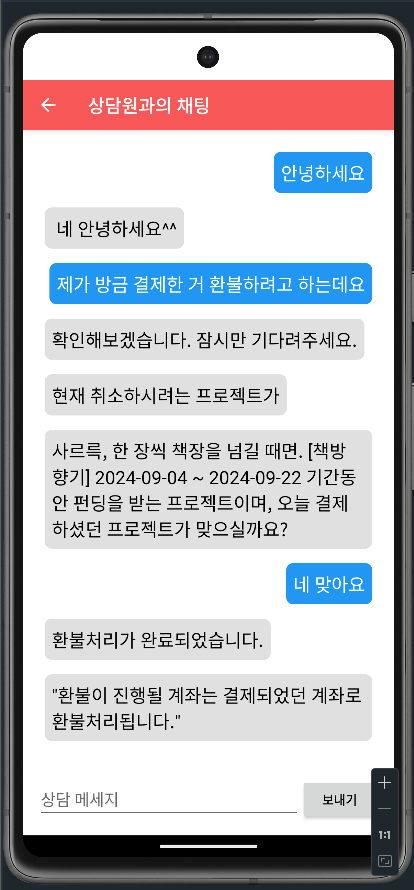 상담원과의 채팅
안녕하세요
네 안녕하세요^^
제가 방금 결제한 거 환불하려고 하는데요
확인해보겠습니다. 잠시만 기다려주세요.
현재 취소하시려는 프로젝트가
사르륵, 한 장씩 책장을 넘길 때면. [책방
향기] 2024-09-04 ~ 2024-09-22 기간동
안 펀딩을 받는 프로젝트이며, 오늘 결제
하셨던 프로젝트가 맞으실까요?
네 맞아요
환불처리가 완료되었습니다.
"환불이 진행될 계좌는 결제되었던 계좌로
환불처리됩니다."
상담 메세지
보내기
1:1